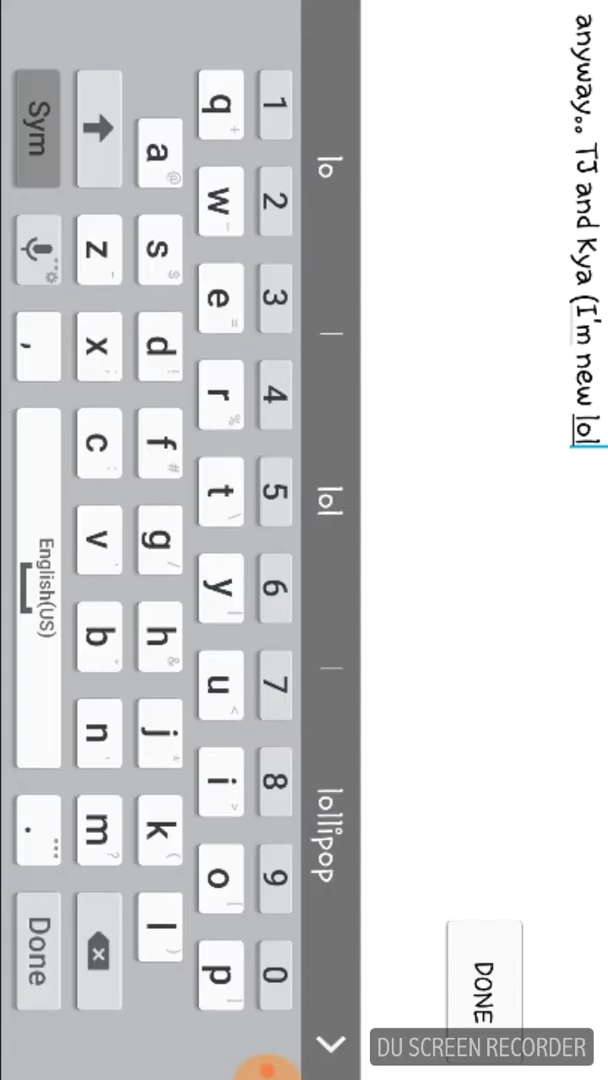 anyway.. TJ and Kya (I'm new lol
DONE
lo lol lollipop
1 2 3 4 5 6 7 8 9 0
q w e r t y u i o p
a s d f g h j k l
z x c v b n m
Sym , English(US) . Done
DU SCREEN RECORDER